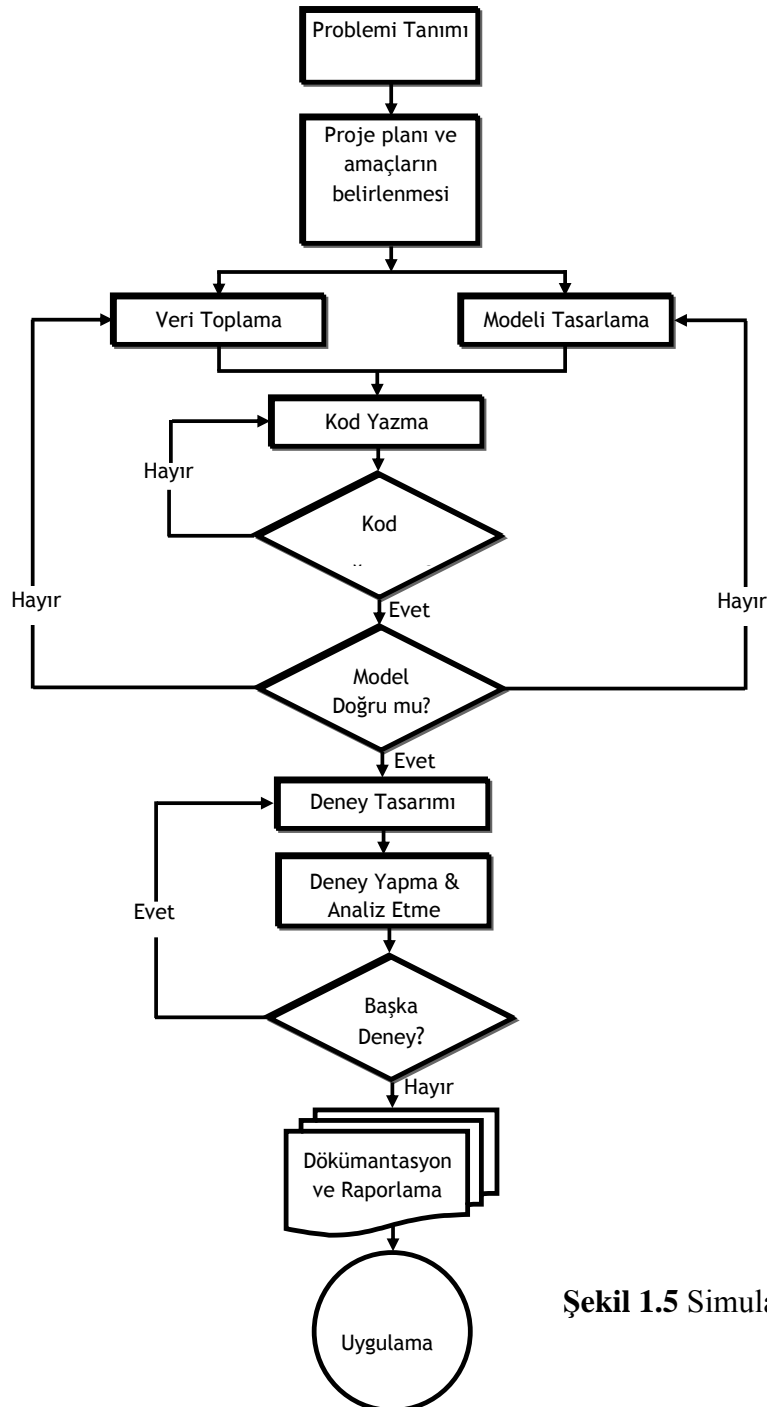 Problemi Tanımı
Proje planı ve
amaçların
belirlenmesi
Veri Toplama
Modeli Tasarlama
Kod Yazma
Hayır
Kod
Hayır
Evet
Hayır
Model
Doğru mu?
Evet
Deney Tasarımı
Deney Yapma &
Analiz Etme
Evet
Başka
Deney?
Hayır
Dökümantasyon
ve Raporlama
Şekil 1.5
Uygulama